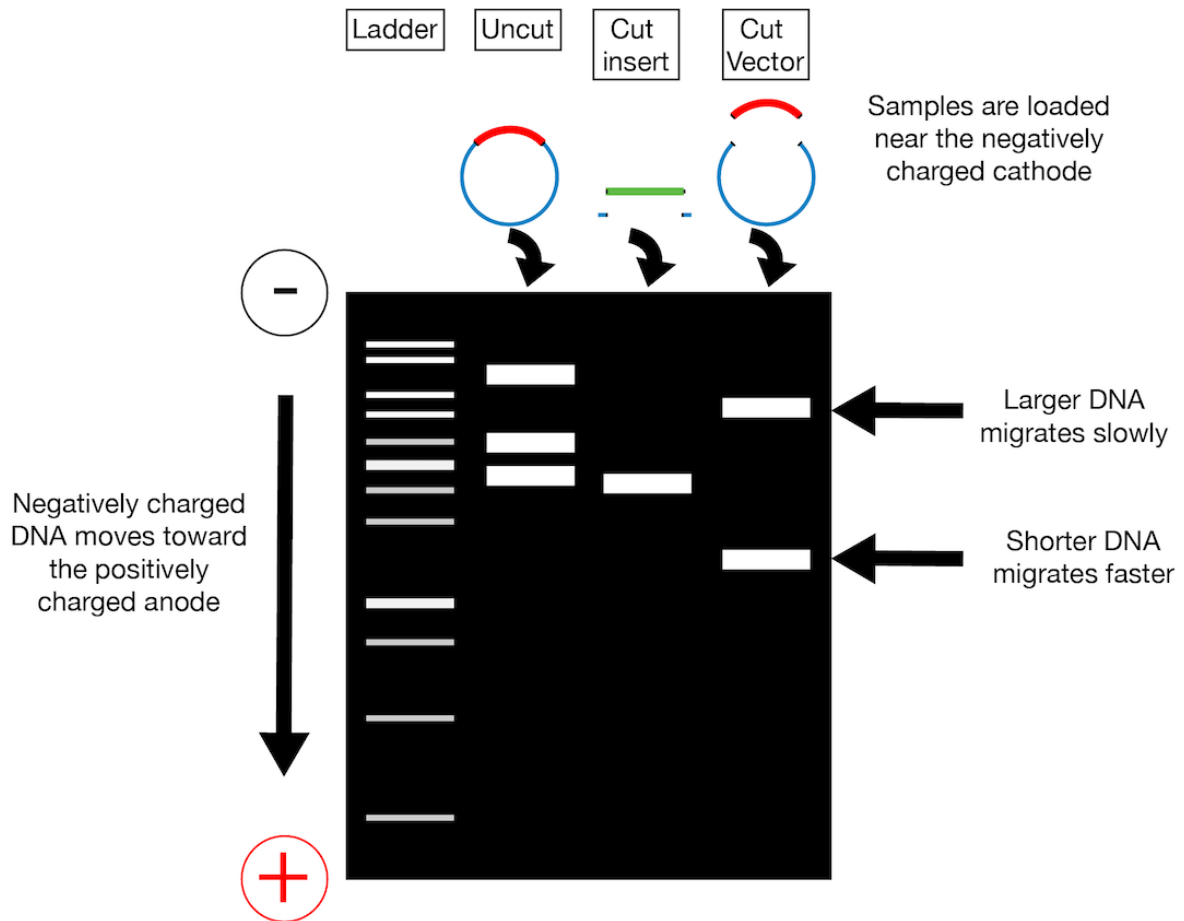 Ladder
Uncut
Cut
insert
Cut
Vector
Samples are loaded
near the negatively
charged cathode
-
Larger DNA
migrates slowly
Negatively charged
DNA moves toward
the positively
charged anode
Shorter DNA
migrates faster
+